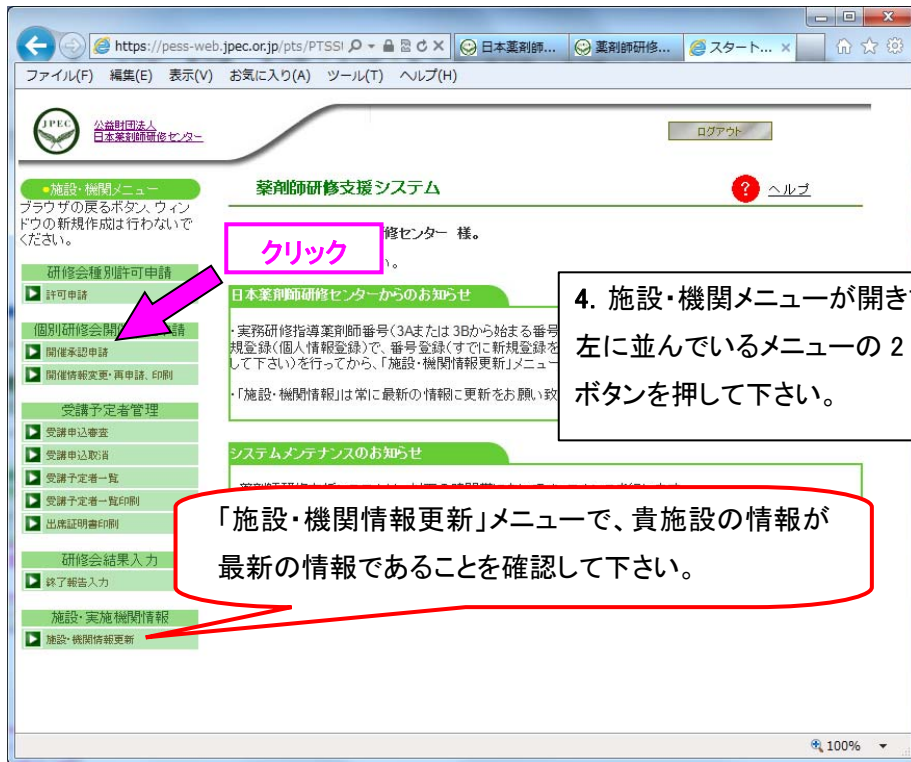 https://pess-web.jpec.or.jp/pts/PTSS
日本薬剤師...
薬剤師研修...
スタート...
ファイル(F) 編集(E) 表示(V) お気に入り(A) ツール(T) ヘルプ(H)
JPEC
公益財団法人
日本薬剤師研修センター
ログアウト
施設・機関メニュー
ブラウザの戻るボタン、ウィン
ドウの新規作成は行わないで
ください。
薬剤師研修支援システム
? ヘルプ
修センター 様。
クリック
い。
研修会種別許可申請
許可申請
個別研修会開 請
開催承認申請
開催情報変更・再申請、印刷
受講予定者管理
受講申込審査
受講申込取消
受講予定者一覧
受講予定者一覧印刷
出席証明書印刷
研修会結果入力
終了報告入力
施設・実施機関情報
施設・機関情報更新
日本薬剤師研修センターからのお知らせ
・実務研修指導薬剤師番号(3Aまたは3Bから始まる番号
規登録(個人情報登録)で、番号登録(すでに新規登録を
して下さい)を行ってから、「施設・機関情報更新」メニュー
・「施設・機関情報」は常に最新の情報に更新をお願い致
4. 施設・機関メニューが開き
左に並んでいるメニューの 2
ボタンを押して下さい。
システムメンテナンスのお知らせ
「施設・機関情報更新」メニューで、貴施設の情報が
最新の情報であることを確認して下さい。
100%